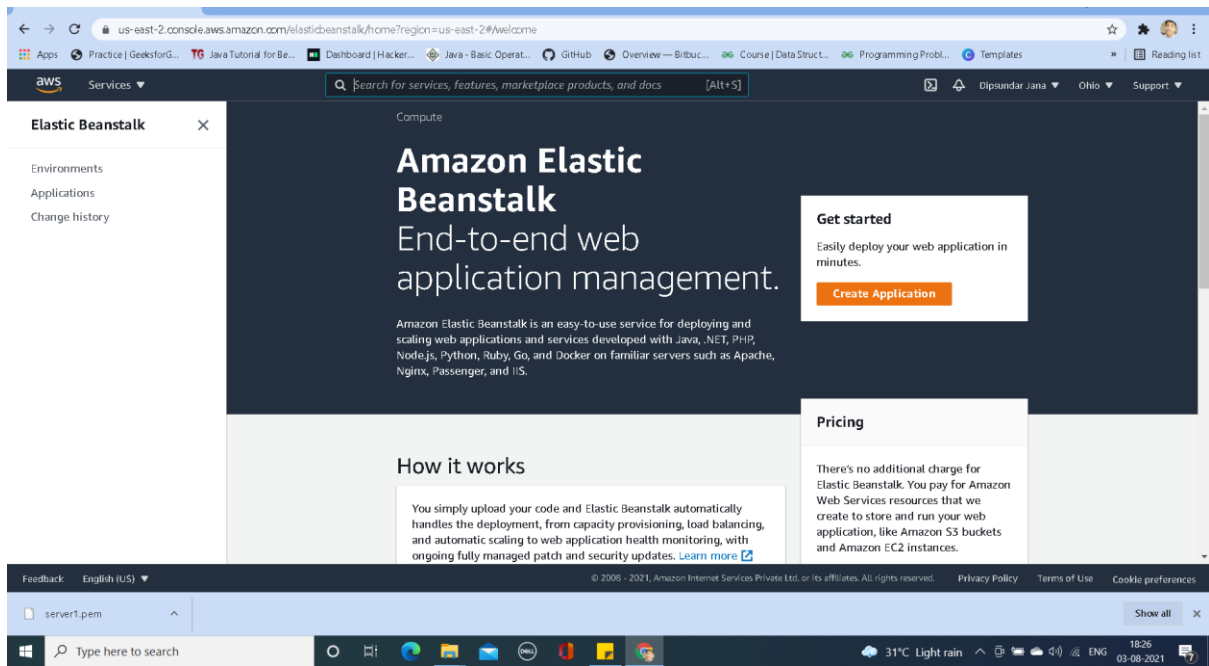 us-east-2.console.aws.amazon.com/elasticbeanstalk/home?region=us-east-2#/welcome
Apps Practice | GeeksforG... TG Java Tutorial for Be... Dashboard | Hacker... Java - Basic Operat... GitHub Overview — Bitbuc... Course | Data Struct... Programming Probl... Templates » Reading list
aws Services ▼ Search for services, features, marketplace products, and docs [Alt+S] Dipsundar Jana ▼ Ohio ▼ Support ▼
Elastic Beanstalk
Environments
Applications
Change history
Compute
Amazon Elastic
Beanstalk
End-to-end web
application management.
Amazon Elastic Beanstalk is an easy-to-use service for deploying and
scaling web applications and services developed with Java, .NET, PHP,
Node.js, Python, Ruby, Go, and Docker on familiar servers such as Apache,
Nginx, Passenger, and IIS.
Get started
Easily deploy your web application in
minutes.
Create Application
How it works
You simply upload your code and Elastic Beanstalk automatically
handles the deployment, from capacity provisioning, load balancing,
and automatic scaling to web application health monitoring, with
ongoing fully managed patch and security updates. Learn more
Pricing
There's no additional charge for
Elastic Beanstalk. You pay for Amazon
Web Services resources that we
create to store and run your web
application, like Amazon S3 buckets
and Amazon EC2 instances.
Feedback English (US) ▼ © 2008 - 2021, Amazon Internet Services Private Ltd. or its affiliates. All rights reserved. Privacy Policy Terms of Use Cookie preferences
server1.pem Show all
Type here to search DELL 31°C Light rain ENG 18:26
03-08-2021 7